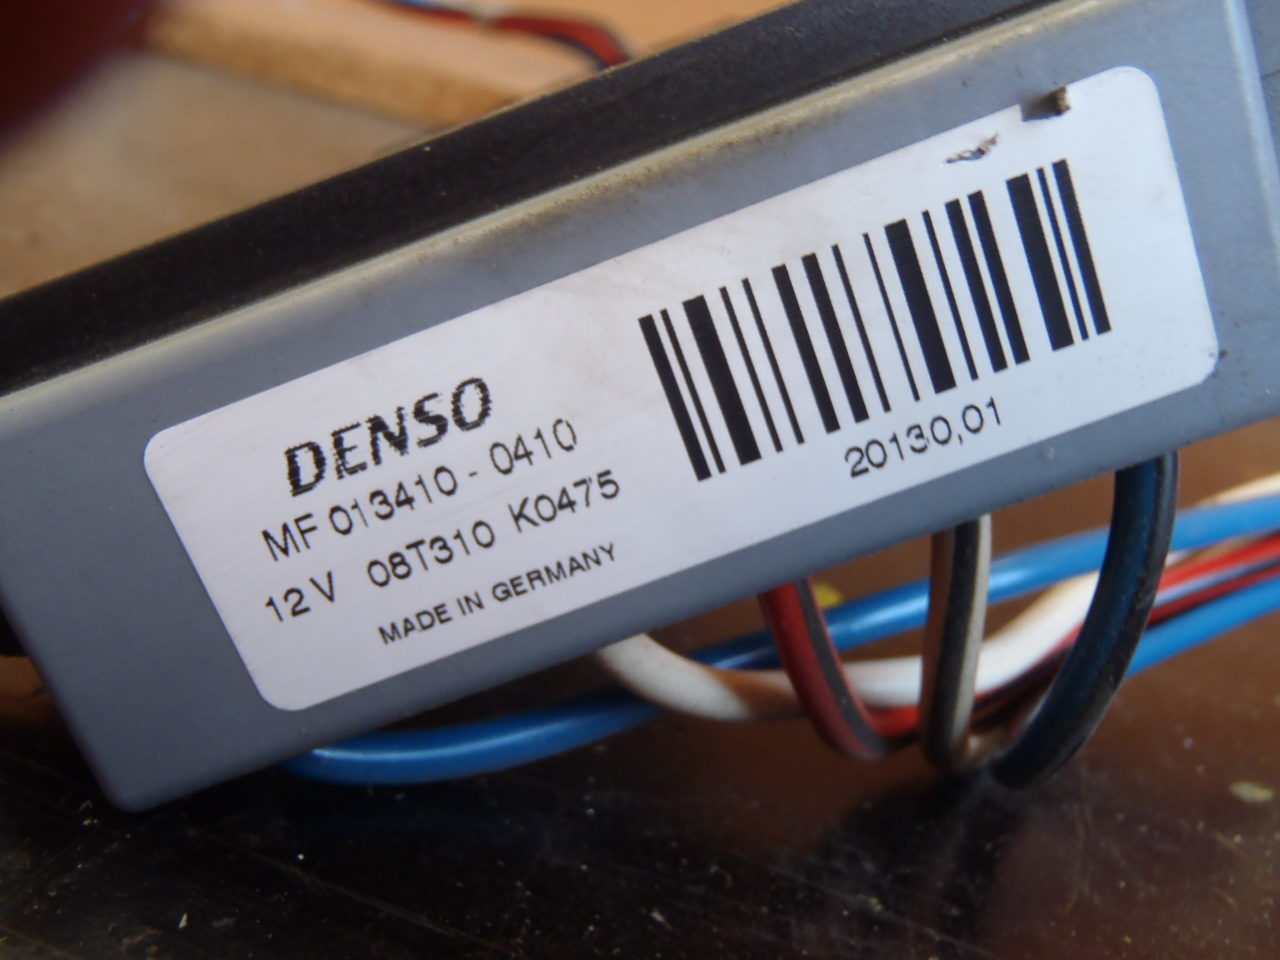 DENSO
MF 013410 - 0410
12 V 08T310 K0475
MADE IN GERMANY
20130,01